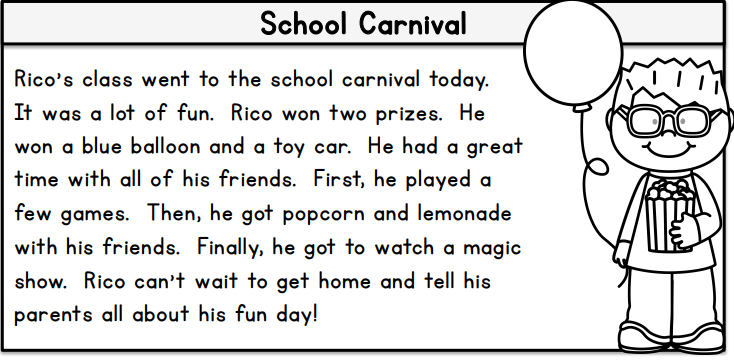 School Carnival
Rico's class went to the school carnival today.
It was a lot of fun. Rico won two prizes. He
won a blue balloon and a toy car. He had a great
time with all of his friends. First, he played a
few games. Then, he got popcorn and lemonade
with his friends. Finally, he got to watch a magic
show. Rico can't wait to get home and tell his
parents all about his fun day!